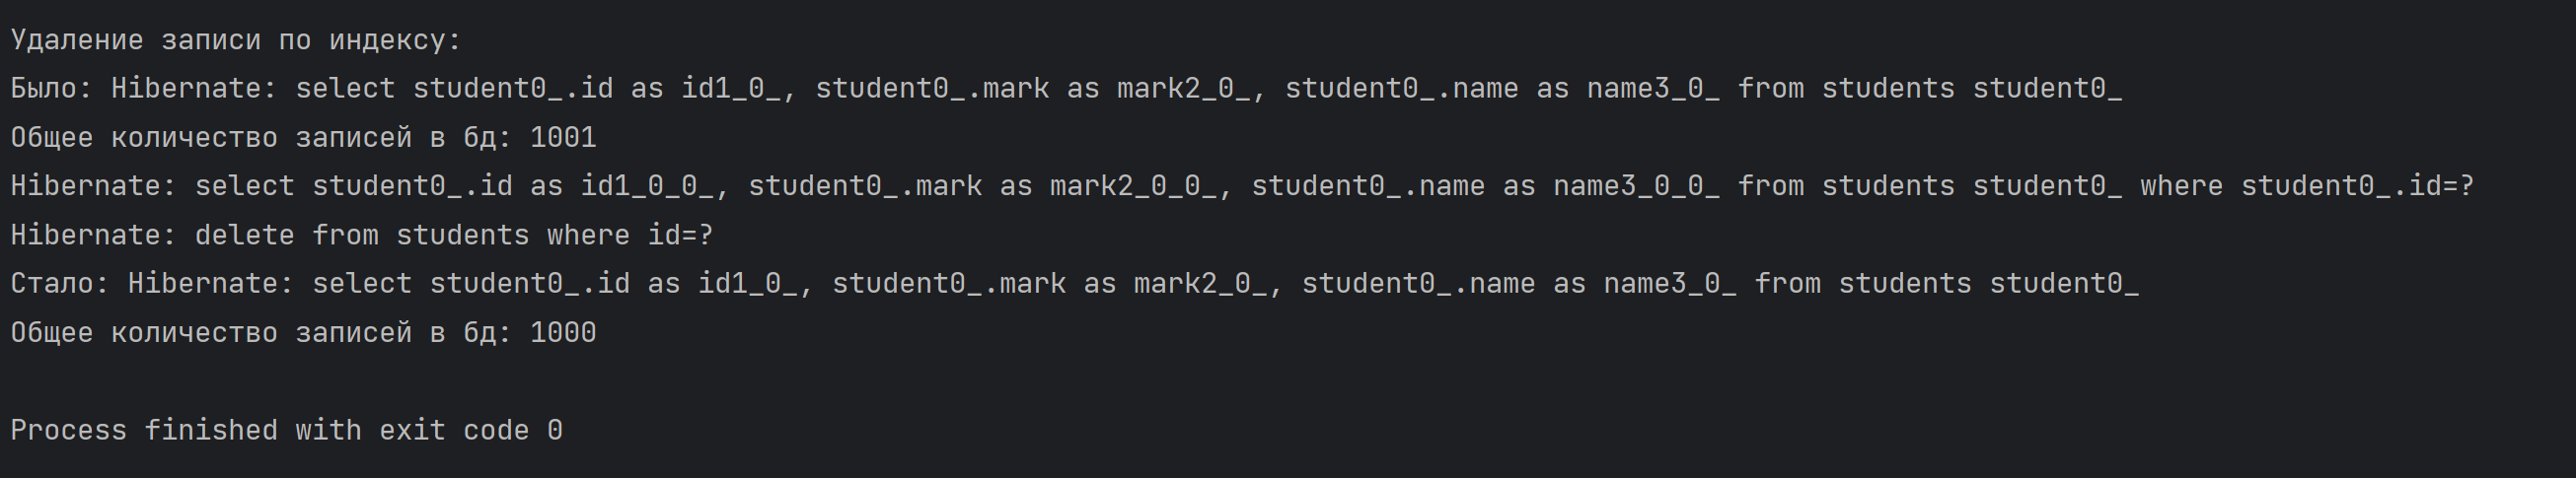 Удаление записи по индексу:
Было: Hibernate: select student0_.id as id1_0_, student0_.mark as mark2_0_, student0_.name as name3_0_ from students student0_
Общее количество записей в бд: 1001
Hibernate: select student0_.id as id1_0_0_, student0_.mark as mark2_0_0_, student0_.name as name3_0_0_ from students student0_ where student0_.id=?
Hibernate: delete from students where id=?
Стало: Hibernate: select student0_.id as id1_0_, student0_.mark as mark2_0_, student0_.name as name3_0_ from students student0_
Общее количество записей в бд: 1000
Process finished with exit code 0